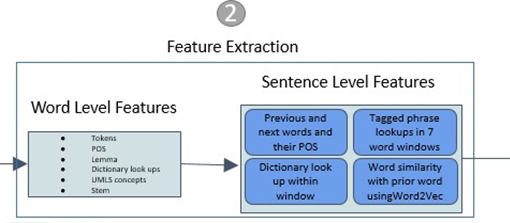 2
Feature Extraction
Word Level Features
Tokens
POS
Lemma
Dictionary look ups
UMLS concepts
Stem
Sentence Level Features
Previous and
next words and
their POS
Tagged phrase
lookups in 7
word windows
Dictionary look
up within
window
Word similarity
with prior word
usingWord2Vec